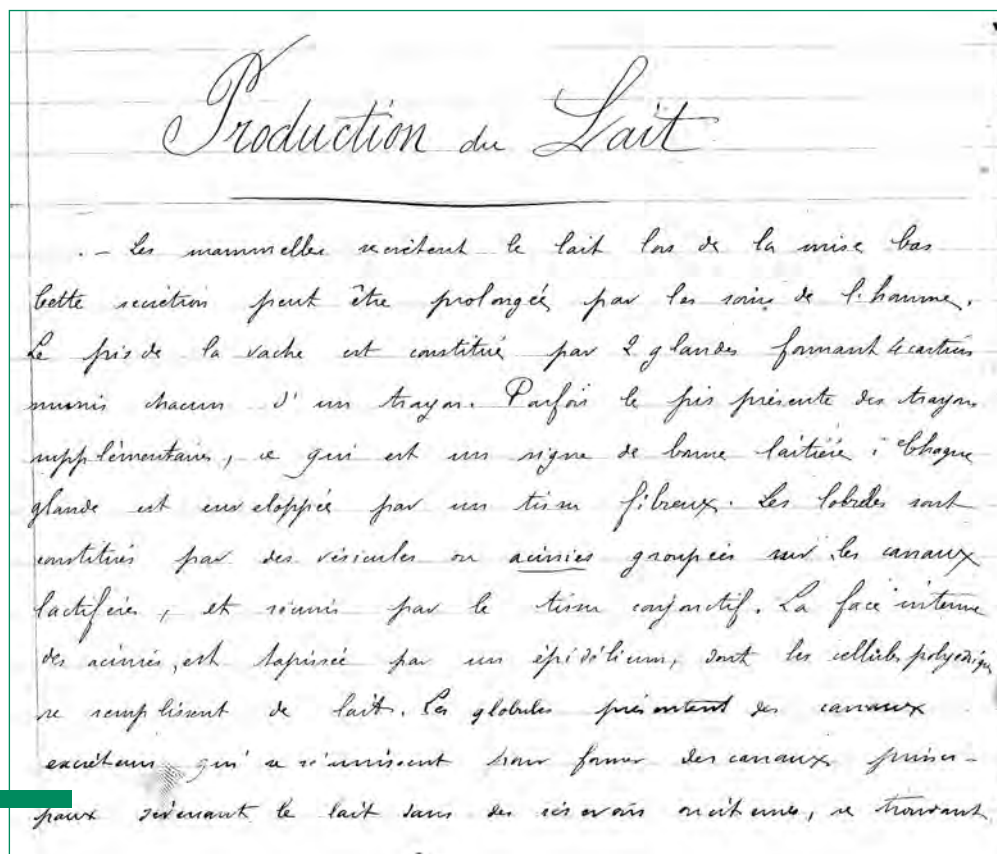 Production du Lait
. - Les mammelles secrètent le lait lors de la mise bas
Cette secrétion peut être prolongée par les soins de l'homme.
Le pis de la vache est constitué par 2 glandes formant 4 cartiers
munis chacun d'un trayon. Parfois le pis présente des trayons
supplémentaires, ce qui est un signe de bonne laitière. Chaque
glande est enveloppée par un tissu fibreux. Les lobules sont
constitués par des vésicules ou acinies groupées sur les canaux
lactifères, et réunis par le tissu conjonctif. La face interne
des acinies, est tapissée par un épidélium, dont les cellules polyédriques
se remplissent de lait. Les globules présentent des canaux
excréteurs qui se réunissent pour former des canaux princi-
paux le lait dans des réservoirs se trouvant